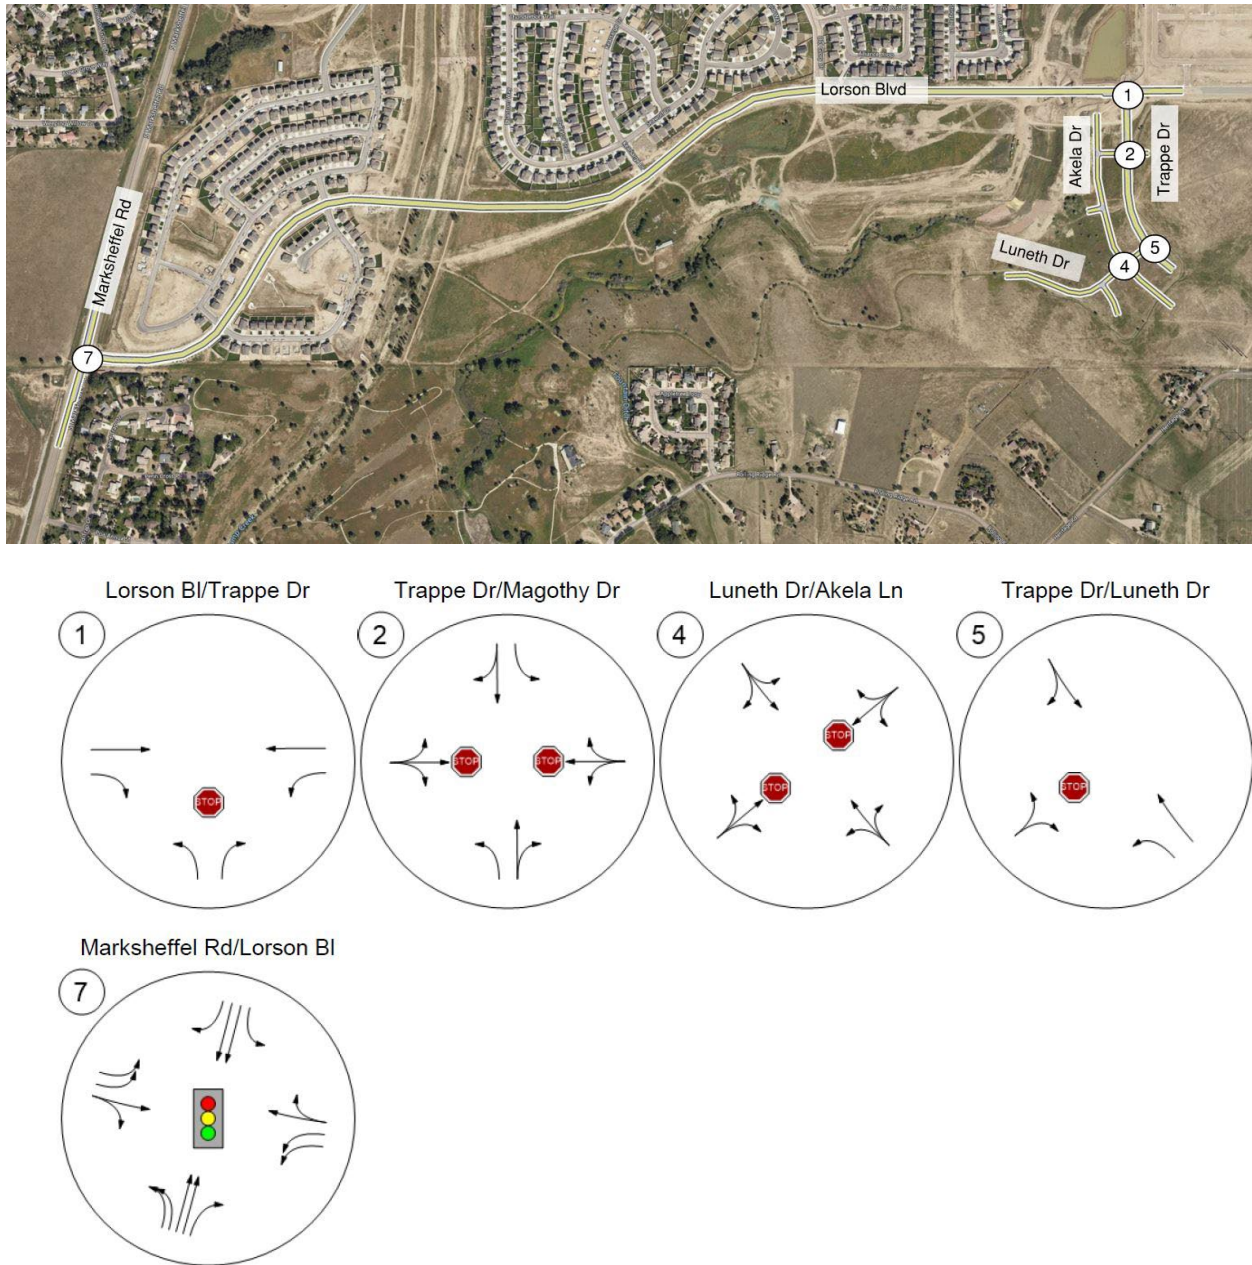 Lorson Blvd
1
Akela Dr
Trappe Dr
2
Marksheffel Rd
Luneth Dr
5
4
7
Lorson Bl/Trappe Dr
Trappe Dr/Magothy Dr
Luneth Dr/Akela Ln
Trappe Dr/Luneth Dr
1
2
4
5
STOP
STOP
STOP
STOP
STOP
STOP
Marksheffel Rd/Lorson Bl
7